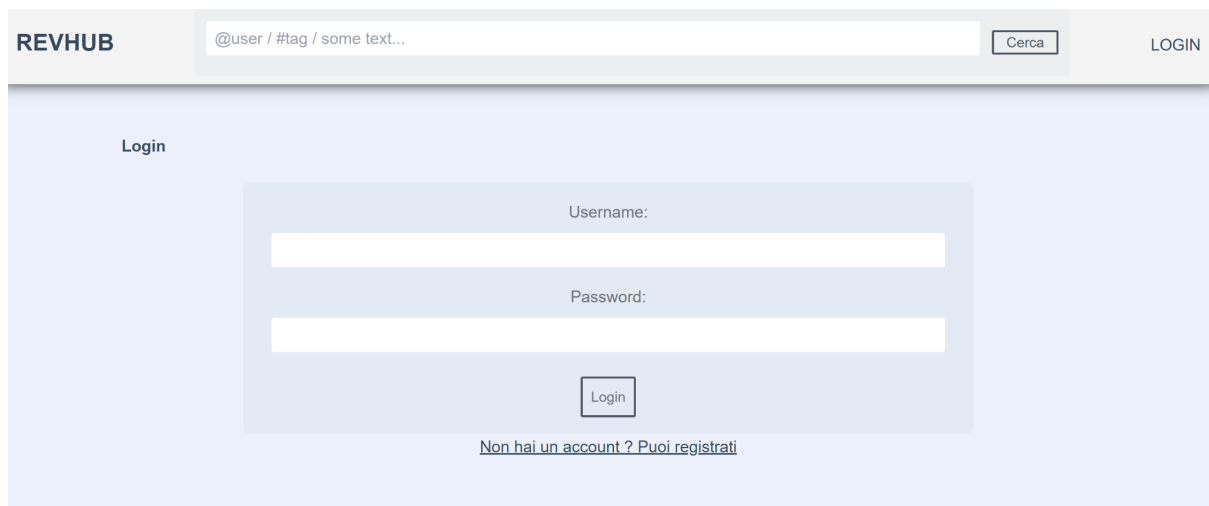 REVHUB
@user / #tag / some text...
Cerca
LOGIN
Login
Username:
Password:
Login
Non hai un account ? Puoi registrati